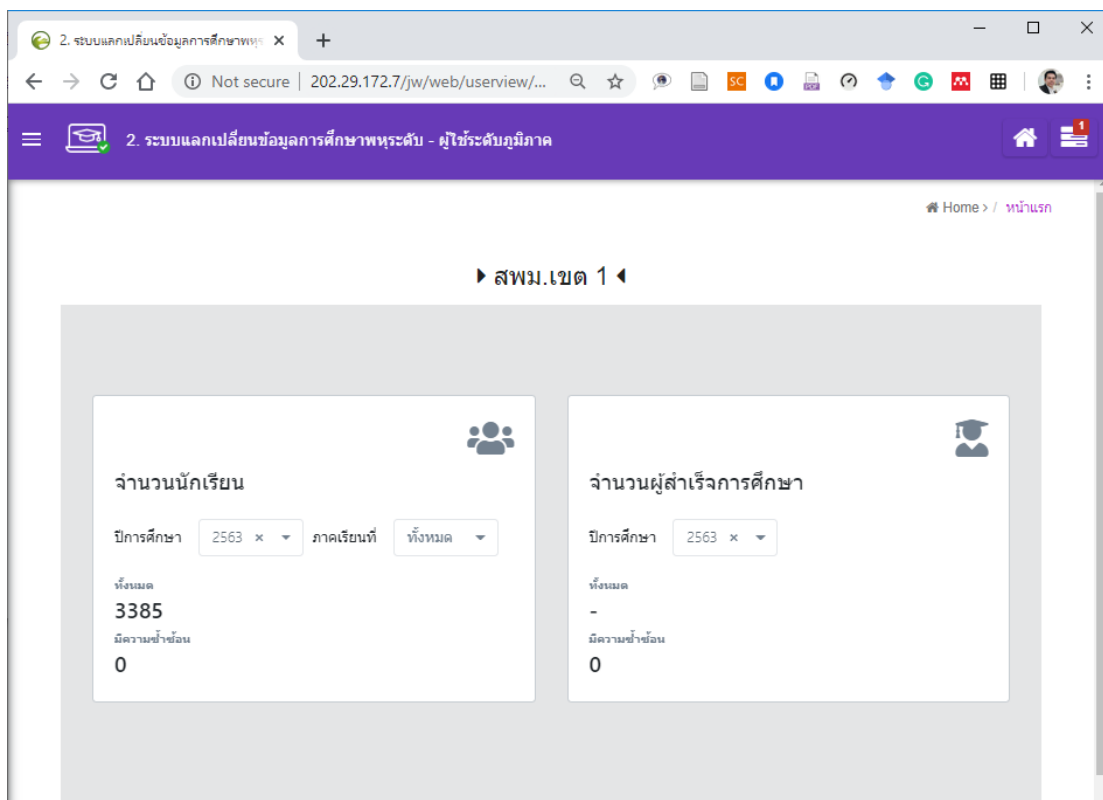 2. ระบบแลกเปลี่ยนข้อมูลการศึกษาพหุร
Not secure | 202.29.172.7/jw/web/userview/...
SC
PDF
G
2. ระบบแลกเปลี่ยนข้อมูลการศึกษาพหุระดับ - ผู้ใช้ระดับภูมิภาค
1
Home > / หน้าแรก
สพม.เขต 1
จำนวนนักเรียน
ปีการศึกษา 2563 × ภาคเรียนที่ ทั้งหมด
ทั้งหมด
3385
มีความซ้ำซ้อน
0
จำนวนผู้สำเร็จการศึกษา
ปีการศึกษา 2563 ×
ทั้งหมด
-
มีความซ้ำซ้อน
0